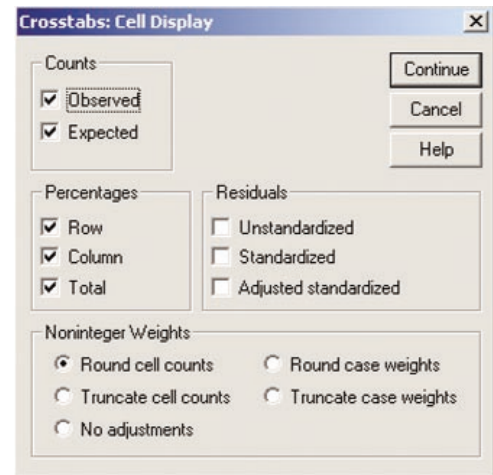 Crosstabs: Cell Display
Counts
Observed
Expected
Continue
Cancel
Help
Percentages
Row
Column
Total
Residuals
Unstandardized
Standardized
Adjusted standardized
Noninteger Weights
Round cell counts
Round case weights
Truncate cell counts
Truncate case weights
No adjustments